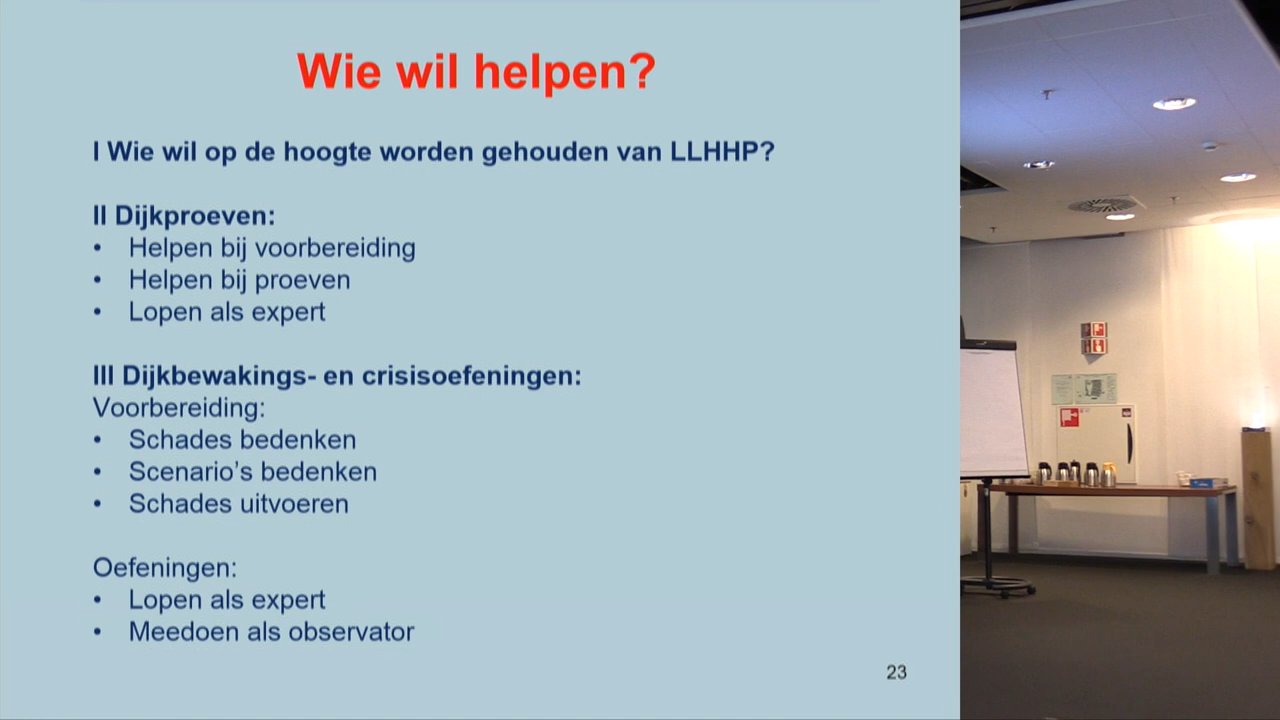 Wie wil helpen?
I Wie wil op de hoogte worden gehouden van LLHHP?
II Dijkproeven:
• Helpen bij voorbereiding
• Helpen bij proeven
• Lopen als expert
III Dijkbewakings- en crisisoefeningen:
Voorbereiding:
• Schades bedenken
• Scenario's bedenken
• Schades uitvoeren
Oefeningen:
• Lopen als expert
• Meedoen als observator
23